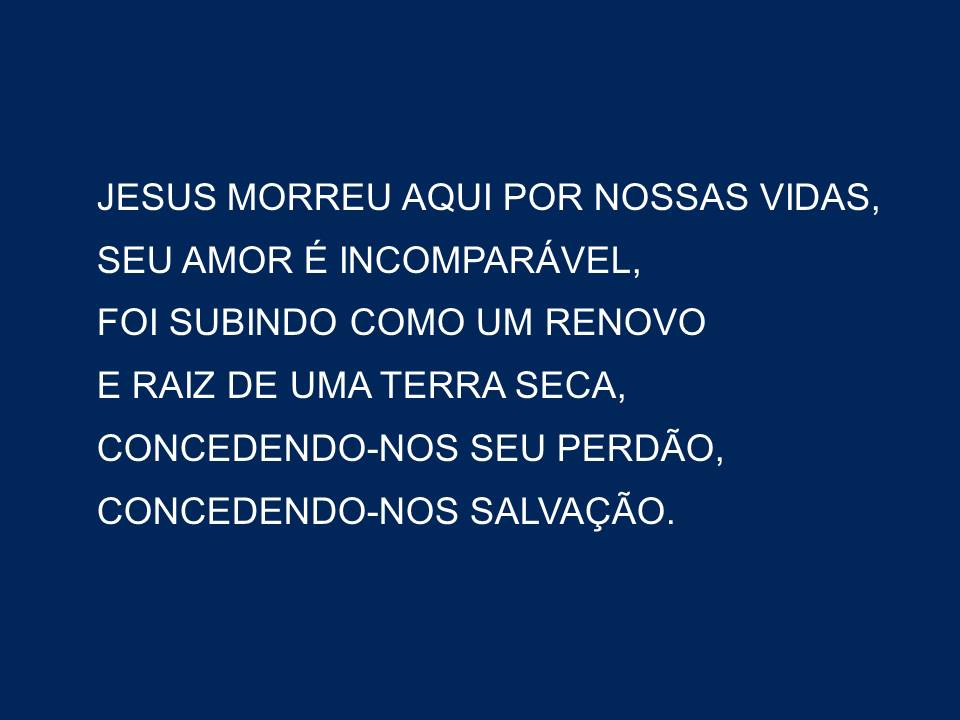 JESUS MORREU AQUI POR NOSSAS VIDAS,
SEU AMOR É INCOMPARÁVEL,
FOI SUBINDO COMO UM RENOVO
E RAIZ DE UMA TERRA SECA,
CONCEDENDO-NOS SEU PERDÃO,
CONCEDENDO-NOS SALVAÇÃO.